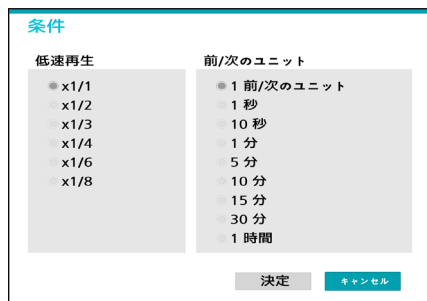 条件
低速再生
x1/1
x1/2
x1/3
x1/4
x1/6
x1/8
前/次のユニット
1 前/次のユニット
1 秒
10 秒
1 分
5 分
10 分
15 分
30 分
1 時間
決定
キャンセル